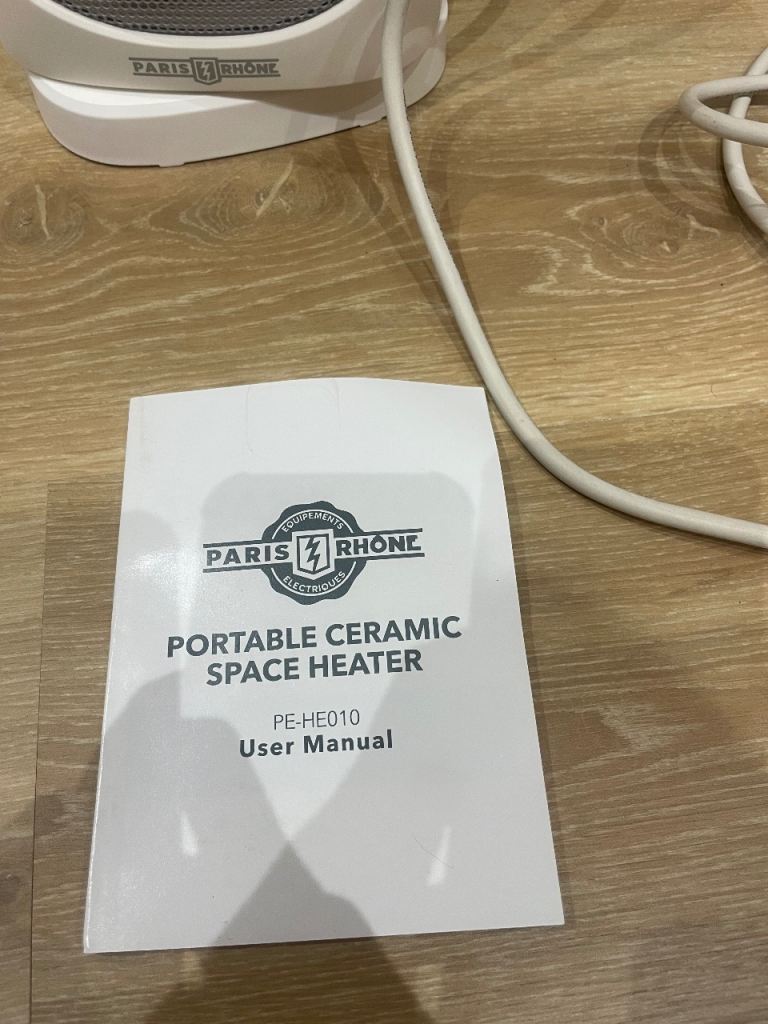 PARIS RHÔNE
EQUIPEMENTS
PARIS RHÔNE
ELECTRIQUES
PORTABLE CERAMIC
SPACE HEATER
PE-HE010
User Manual